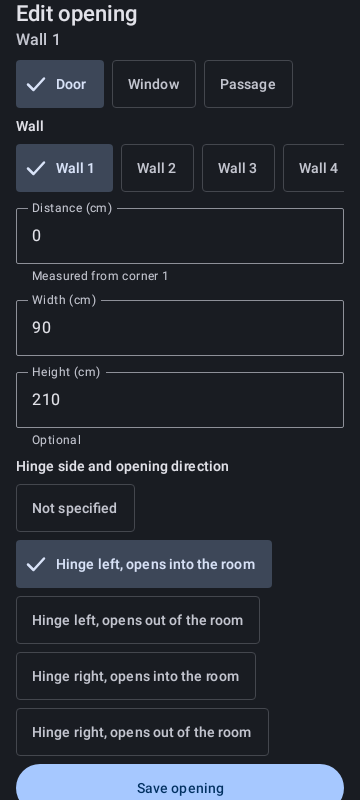 Edit opening
Wall 1
Door
Window
Passage
Wall
Wall 1
Wall 2
Wall 3
Wall 4
Distance (cm)
0
Measured from corner 1
Width (cm)
90
Height (cm)
210
Optional
Hinge side and opening direction
Not specified
Hinge left, opens into the room
Hinge left, opens out of the room
Hinge right, opens into the room
Hinge right, opens out of the room
Save opening